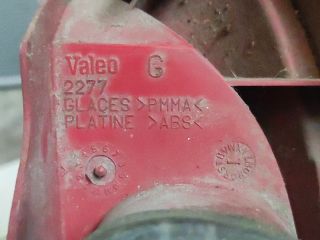 Valeo G
2277
GLACES >PMMA<
PLATINE >ABS<